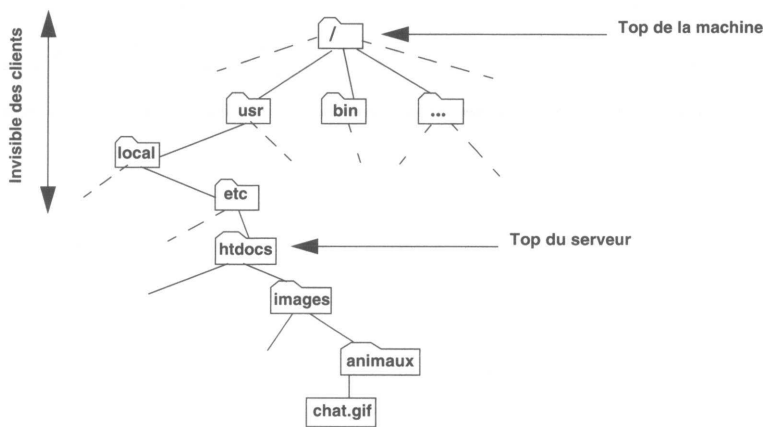 /
Top de la machine
Invisible des clients
usr
bin
...
local
etc
htdocs
Top du serveur
images
animaux
chat.gif